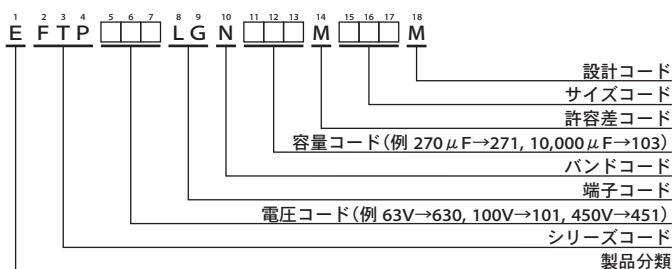 1 2 3 4 5 6 7 8 9 10 11 12 13 14 15 16 17 18
E F T P □□□ L G N □□□ M □□□ M
設計コード
サイズコード
許容差コード
容量コード（例 270μF→271, 10,000μF→103）
バンドコード
端子コード
電圧コード（例 63V→630, 100V→101, 450V→451）
シリーズコード
製品分類